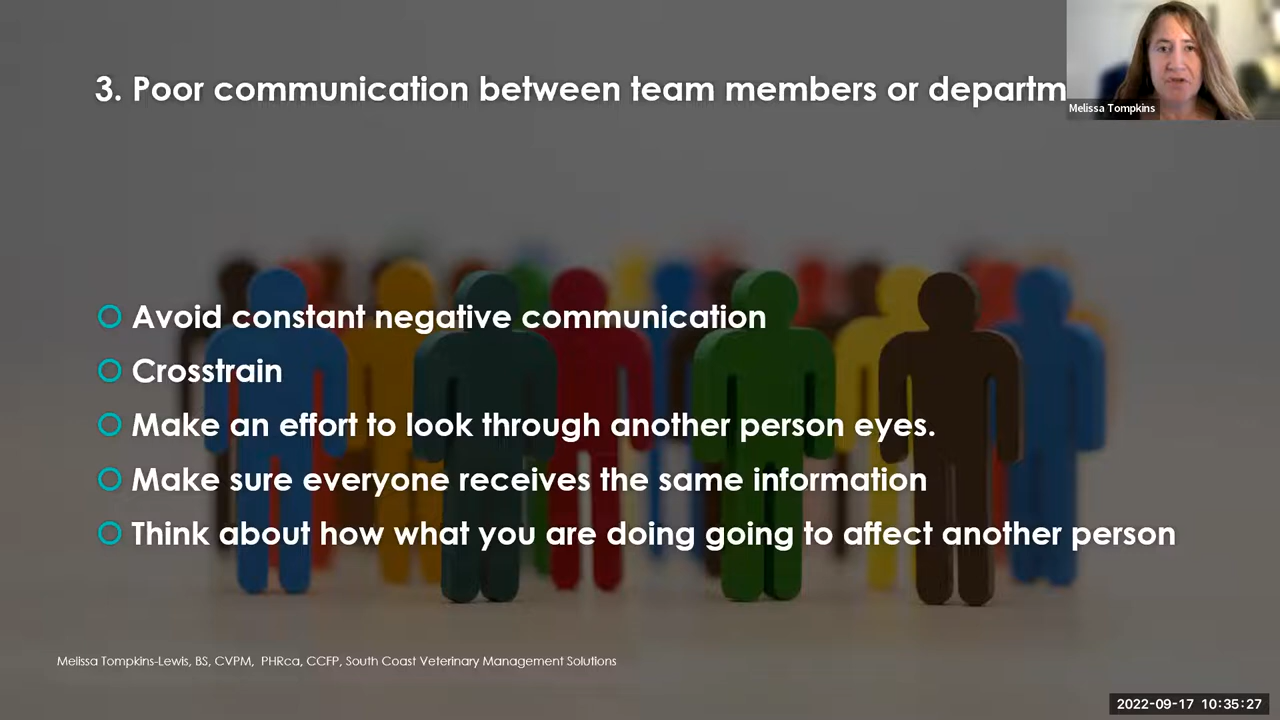 3. Poor communication between team members or departm
Melissa Tompkins
Avoid constant negative communication
Crosstrain
Make an effort to look through another person eyes.
Make sure everyone receives the same information
Think about how what you are doing going to affect another person
Melissa Tompkins-Lewis, BS, CVPM, PHRca, CCFP, South Coast Veterinary Management Solutions
2022-09-17 10:35:27